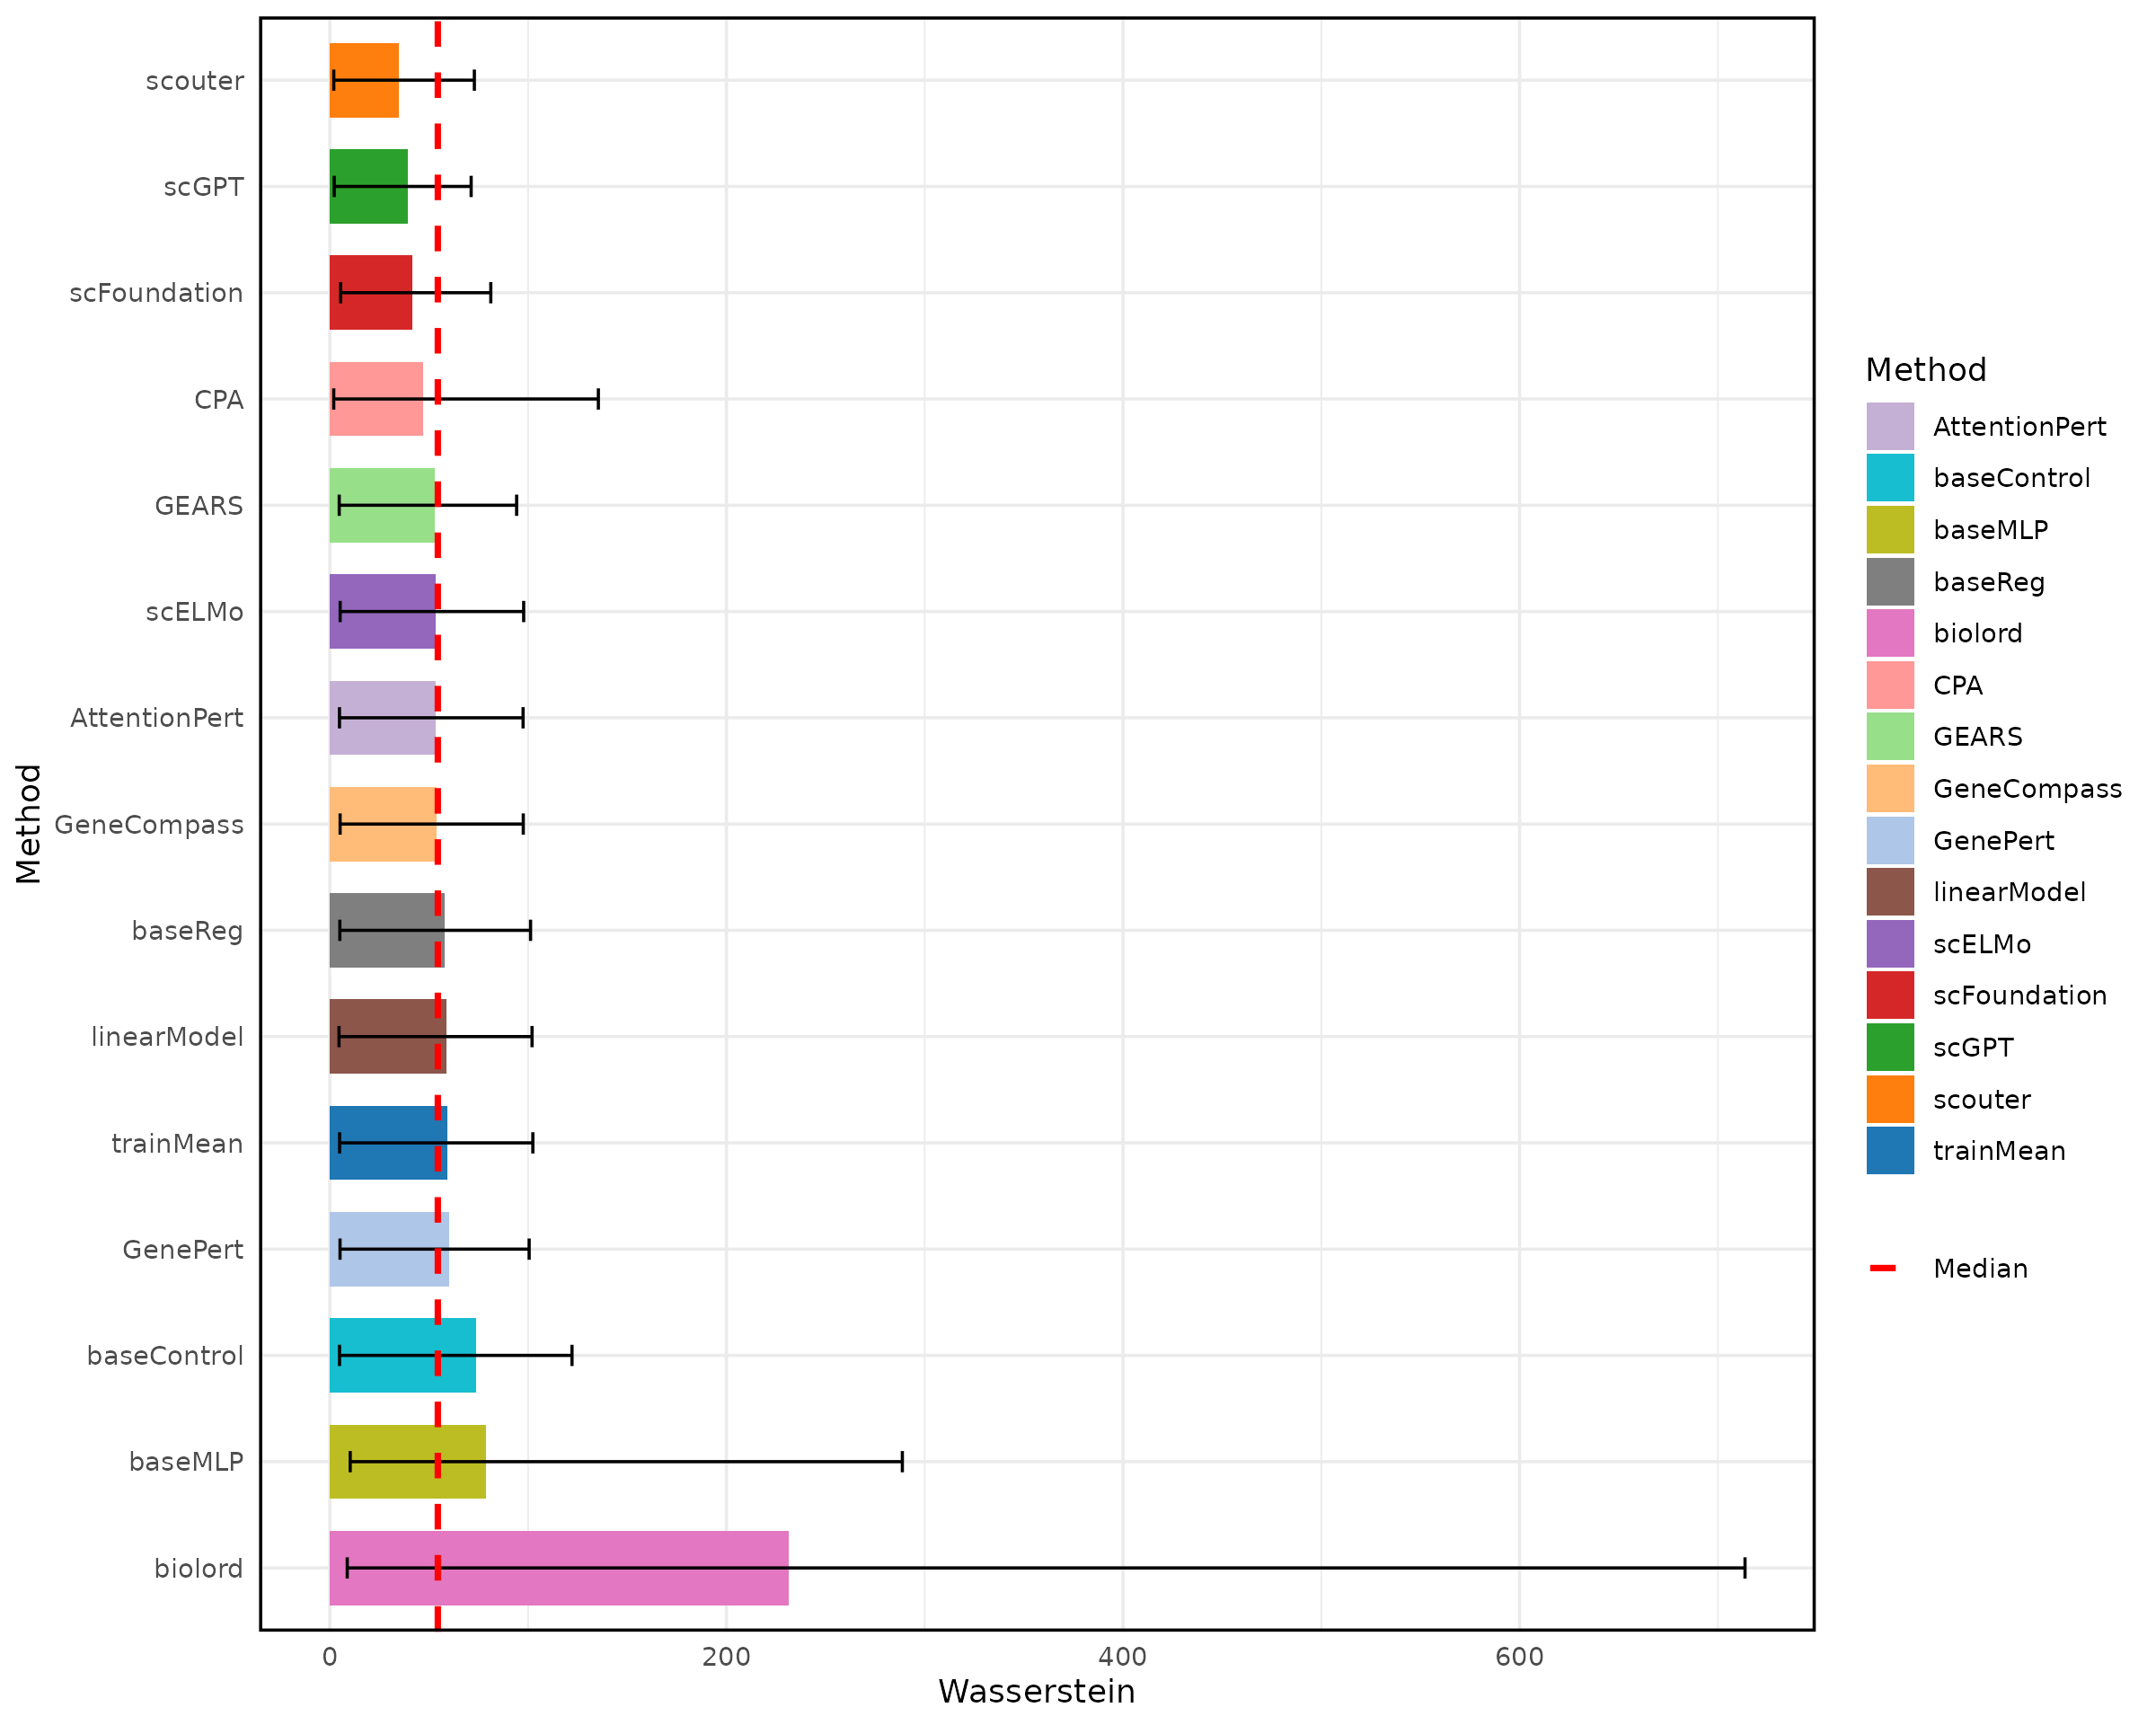 scouter
scGPT
scFoundation
CPA
GEARS
scELMo
AttentionPert
GeneCompass
baseReg
linearModel
trainMean
GenePert
baseControl
baseMLP
biolord
Method
0 200 400 600
Wasserstein
Method
AttentionPert
baseControl
baseMLP
baseReg
biolord
CPA
GEARS
GeneCompass
GenePert
linearModel
scELMo
scFoundation
scGPT
scouter
trainMean
Median